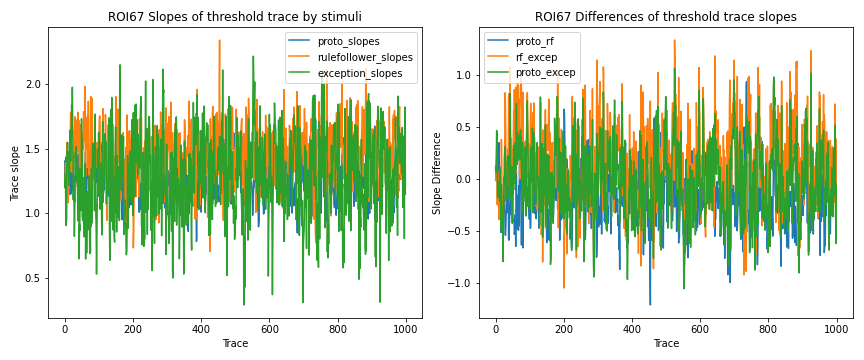 ROI67 Slopes of threshold trace by stimuli
proto_slopes
rulefollower_slopes
exception_slopes
2.0
1.5
1.0
0.5
Trace slope
0 200 400 600 800 1000
Trace
ROI67 Differences of threshold trace slopes
proto_rf
rf_excep
proto_excep
1.0
0.5
0.0
−0.5
−1.0
Slope Difference
0 200 400 600 800 1000
Trace